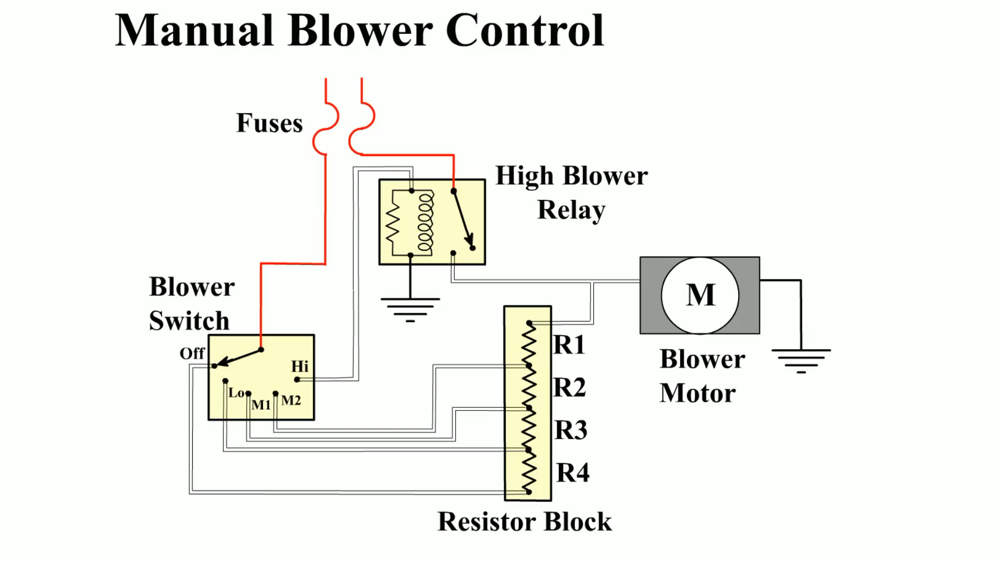 Manual Blower Control
Fuses
High Blower
Relay
Blower
Switch
Off
Hi
Lo
M1
M2
M
R1
R2
R3
R4
Blower
Motor
Resistor Block